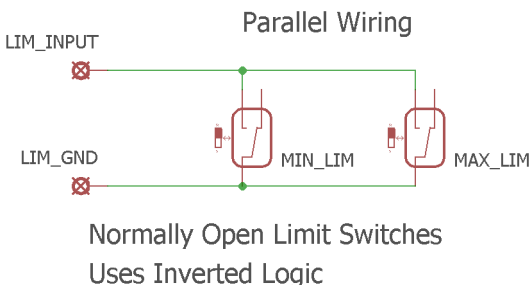 Parallel Wiring
LIM_INPUT
LIM_GND
MIN_LIM
MAX_LIM
Normally Open Limit Switches
Uses Inverted Logic